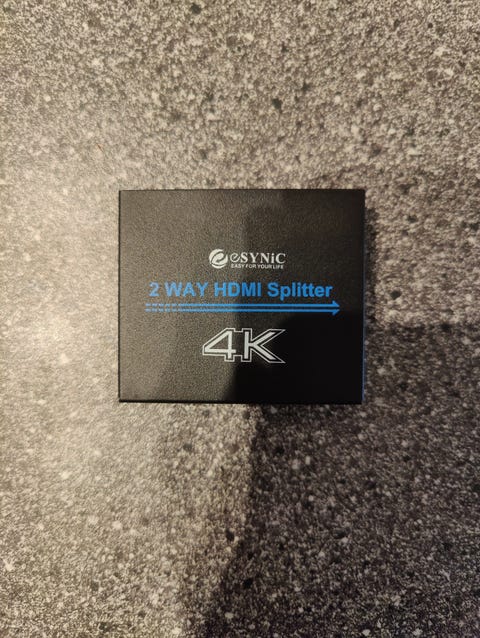 eSYNiC
EASY FOR YOUR LIFE
2 WAY HDMI Splitter
4K